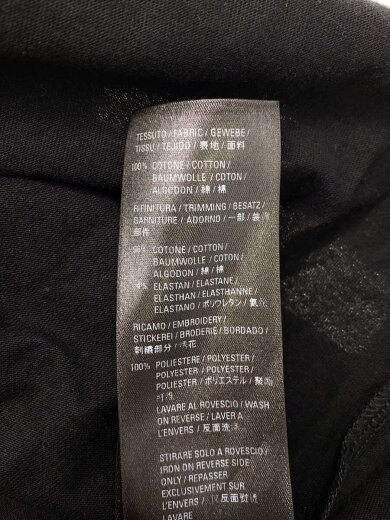 TESSUTO / FABRIC / GEWEBE /
TISSU / TEJIDO / 表地 / 面料
100% COTONE / COTTON /
BAUMWOLLE / COTON /
ALGODON / 綿 / 棉
RIFINITURA / TRIMMING / BESATZ /
GARNITURE / ADORNO / 一部 / 装饰
部件
COTONE / COTTON /
BAUMWOLLE / COTON /
ALGODON / 綿 / 棉
ELASTAN / ELASTANE /
ELASTHAN / ELASTHANNE /
ELASTANO / ポリウレタン / 氨纶
RICAMO / EMBROIDERY /
STICKEREI / BRODERIE / BORDADO /
刺繍部分 / 绣花
100% POLIESTERE / POLYESTER /
POLYESTER / POLYESTER /
POLIESTER / ポリエステル /
LAVARE AL ROVESCIO / WASH
ON REVERSE / LAVER A
L'ENVERS / 反面洗涤
STIRARE SOLO A ROVESCIO /
IRON ON REVERSE SIDE
ONLY / REPASSER
EXCLUSIVEMENT SUR
L'ENVERS / 反面熨烫
LAVARE